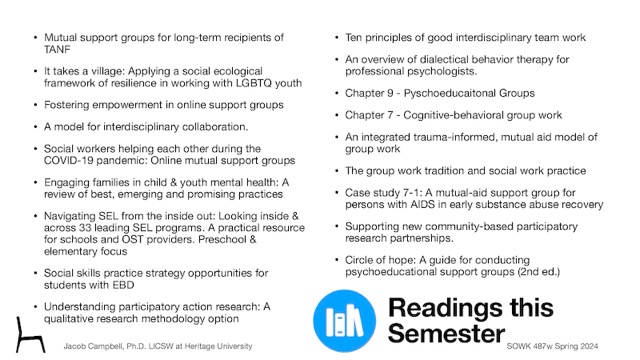 • Mutual support groups for long-term recipients of
TANF
• It takes a village: Applying a social ecological
framework of resilience in working with LGBTQ youth
• Fostering empowerment in online support groups
• A model for interdisciplinary collaboration.
• Social workers helping each other during the
COVID-19 pandemic: Online mutual support groups
• Engaging families in child & youth mental health: A
review of best, emerging and promising practices
• Navigating SEL from the inside out: Looking inside &
across 33 leading SEL programs. A practical resource
for schools and OST providers. Preschool &
elementary focus
• Social skills practice strategy opportunities for
students with EBD
• Understanding participatory action research: A
qualitative research methodology option
• Ten principles of good interdisciplinary team work
• An overview of dialectical behavior therapy for
professional psychologists.
• Chapter 9 - Pyschoeducaitonal Groups
• Chapter 7 - Cognitive-behavioral group work
• An integrated trauma-informed, mutual aid model of
group work
• The group work tradition and social work practice
• Case study 7-1: A mutual-aid support group for
persons with AIDS in early substance abuse recovery
• Supporting new community-based participatory
research partnerships.
• Circle of hope: A guide for conducting
psychoeducational support groups (2nd ed.)
Readings this
Semester
Jacob Campbell, Ph.D. LICSW at Heritage University
SOWK 487w Spring 2024